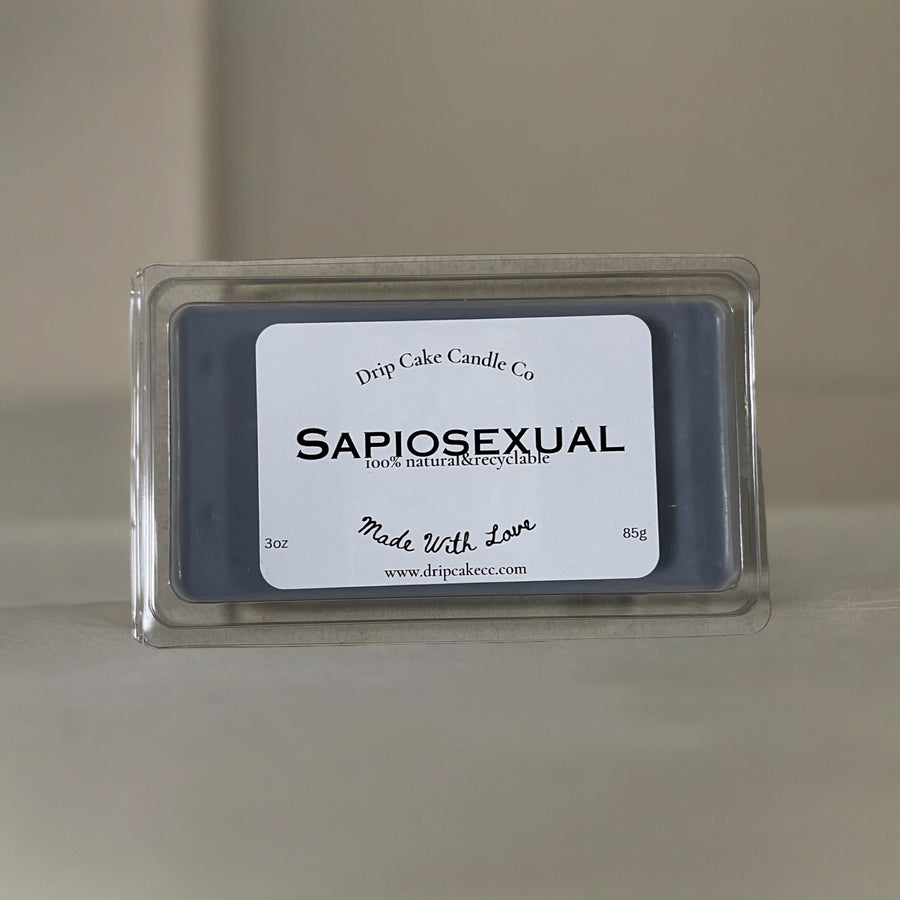 Drip Cake Candle Co
SAPIOSEXUAL
100% natural&recyclable
Made With Love
3oz
85g
www.dripcakecc.com